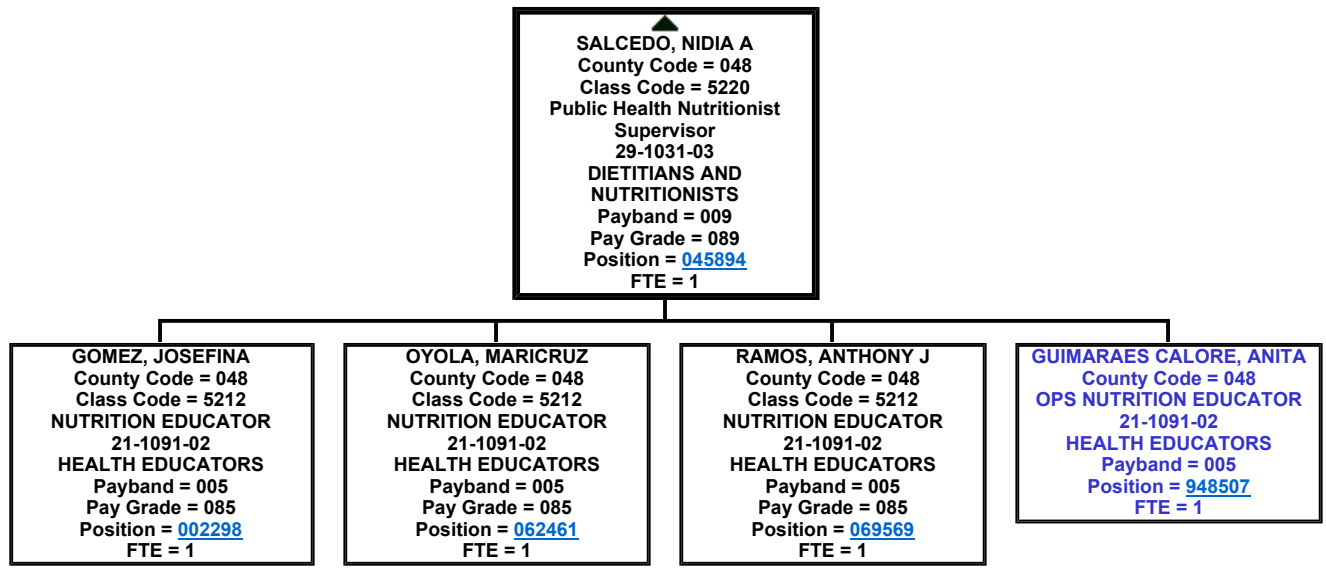 SALCEDO, NIDIA A
County Code = 048
Class Code = 5220
Public Health Nutritionist
Supervisor
29-1031-03
DIETITIANS AND
NUTRITIONISTS
Payband = 009
Pay Grade = 089
Position = 045894
FTE = 1
GOMEZ, JOSEFINA
County Code = 048
Class Code = 5212
NUTRITION EDUCATOR
21-1091-02
HEALTH EDUCATORS
Payband = 005
Pay Grade = 085
Position = 002298
FTE = 1
OYOLA, MARICRUZ
County Code = 048
Class Code = 5212
NUTRITION EDUCATOR
21-1091-02
HEALTH EDUCATORS
Payband = 005
Pay Grade = 085
Position = 062461
FTE = 1
RAMOS, ANTHONY J
County Code = 048
Class Code = 5212
NUTRITION EDUCATOR
21-1091-02
HEALTH EDUCATORS
Payband = 005
Pay Grade = 085
Position = 069569
FTE = 1
GUIMARAES CALORE, ANITA
County Code = 048
OPS NUTRITION EDUCATOR
21-1091-02
HEALTH EDUCATORS
Payband = 005
Position = 948507
FTE = 1